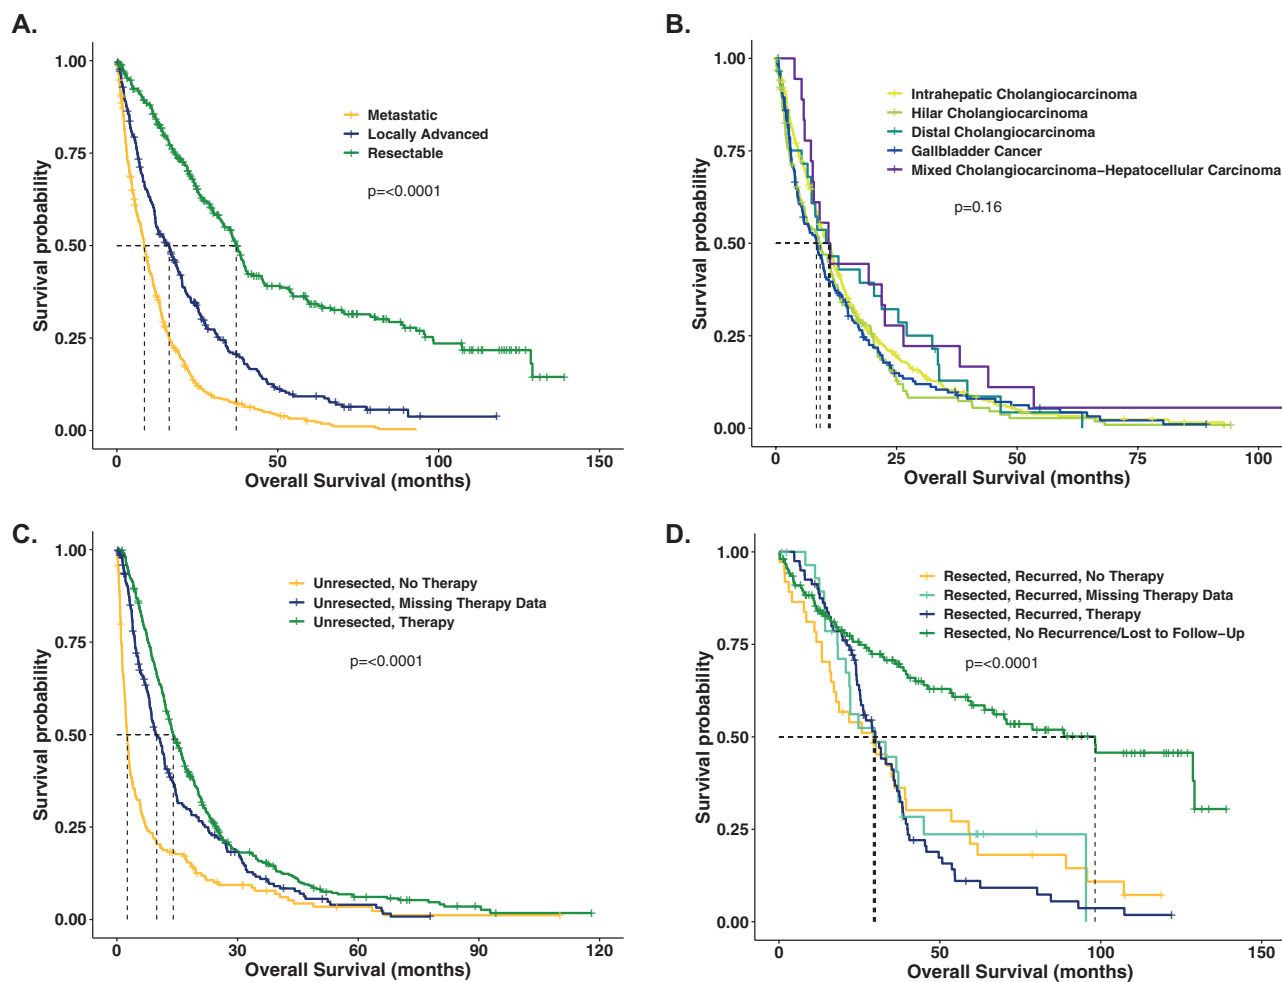 A.
1.00
0.75
0.50
0.25
0.00
Survival probability
Metastatic
Locally Advanced
Resectable
p=<0.0001
0 50 100 150
Overall Survival (months)
B.
1.00
0.75
0.50
0.25
0.00
Survival probability
Intrahepatic Cholangiocarcinoma
Hilar Cholangiocarcinoma
Distal Cholangiocarcinoma
Gallbladder Cancer
Mixed Cholangiocarcinoma-Hepatocellular Carcinoma
p=0.16
0 25 50 75 100
Overall Survival (months)
C.
1.00
0.75
0.50
0.25
0.00
Survival probability
Unresected, No Therapy
Unresected, Missing Therapy Data
Unresected, Therapy
p=<0.0001
0 30 60 90 120
Overall Survival (months)
D.
1.00
0.75
0.50
0.25
0.00
Survival probability
Resected, Recurred, No Therapy
Resected, Recurred, Missing Therapy Data
Resected, Recurred, Therapy
Resected, No Recurrence/Lost to Follow-Up
p=<0.0001
0 50 100 150
Overall Survival (months)